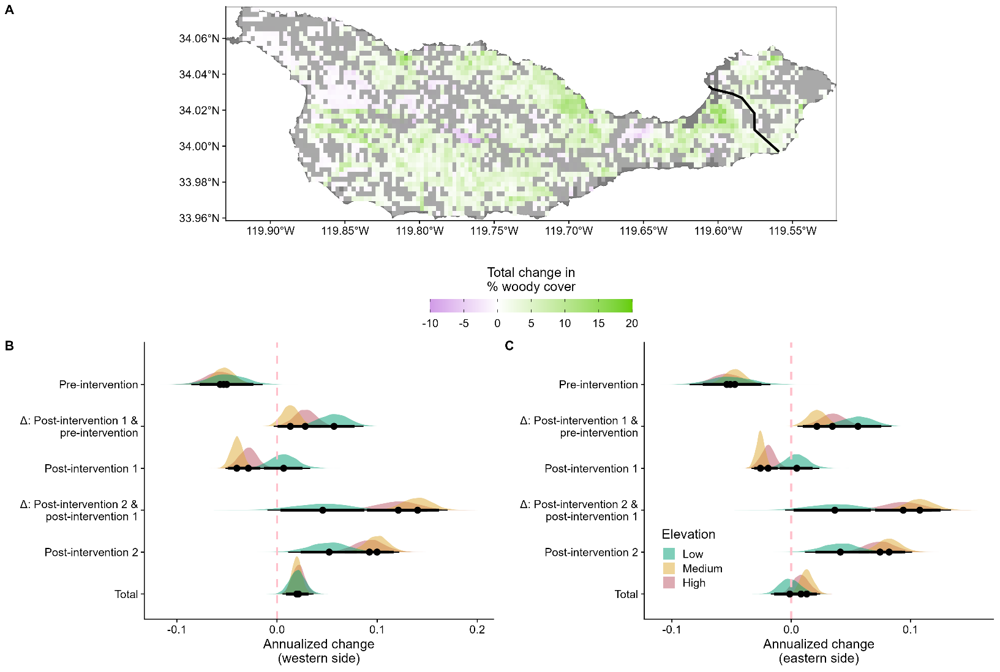 A
34.06°N
34.04°N
34.02°N
34.00°N
33.98°N
33.96°N
119.90°W 119.85°W 119.80°W 119.75°W 119.70°W 119.65°W 119.60°W 119.55°W
Total change in
% woody cover
-10 -5 0 5 10 15 20
B
Pre-intervention
Δ: Post-intervention 1 &
pre-intervention
Post-intervention 1
Δ: Post-intervention 2 &
post-intervention 1
Post-intervention 2
Total
-0.1 0.0 0.1 0.2
Annualized change
(western side)
C
Pre-intervention
Δ: Post-intervention 1 &
pre-intervention
Post-intervention 1
Δ: Post-intervention 2 &
post-intervention 1
Post-intervention 2
Total
Elevation
Low
Medium
High
-0.1 0.0 0.1
Annualized change
(eastern side)